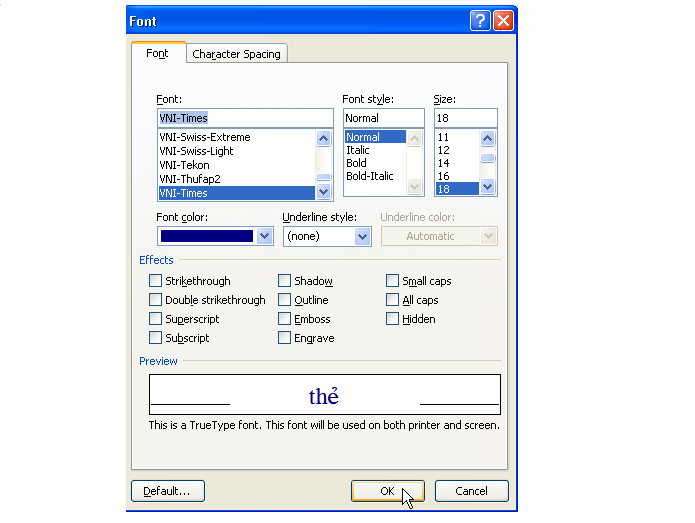 Font
Font Character Spacing
Font: Font style: Size:
VNI-Times Normal 18
VNI-Swiss-Extreme Normal 11
VNI-Swiss-Light Italic 12
VNI-Tekon Bold 14
VNI-Thufap2 Bold-Italic 16
VNI-Times 18
Font color: Underline style: Underline color:
(none) Automatic
Effects
Strikethrough Shadow Small caps
Double strikethrough Outline All caps
Superscript Emboss Hidden
Subscript Engrave
Preview
thẻ
This is a TrueType font. This font will be used on both printer and screen.
Default... OK Cancel